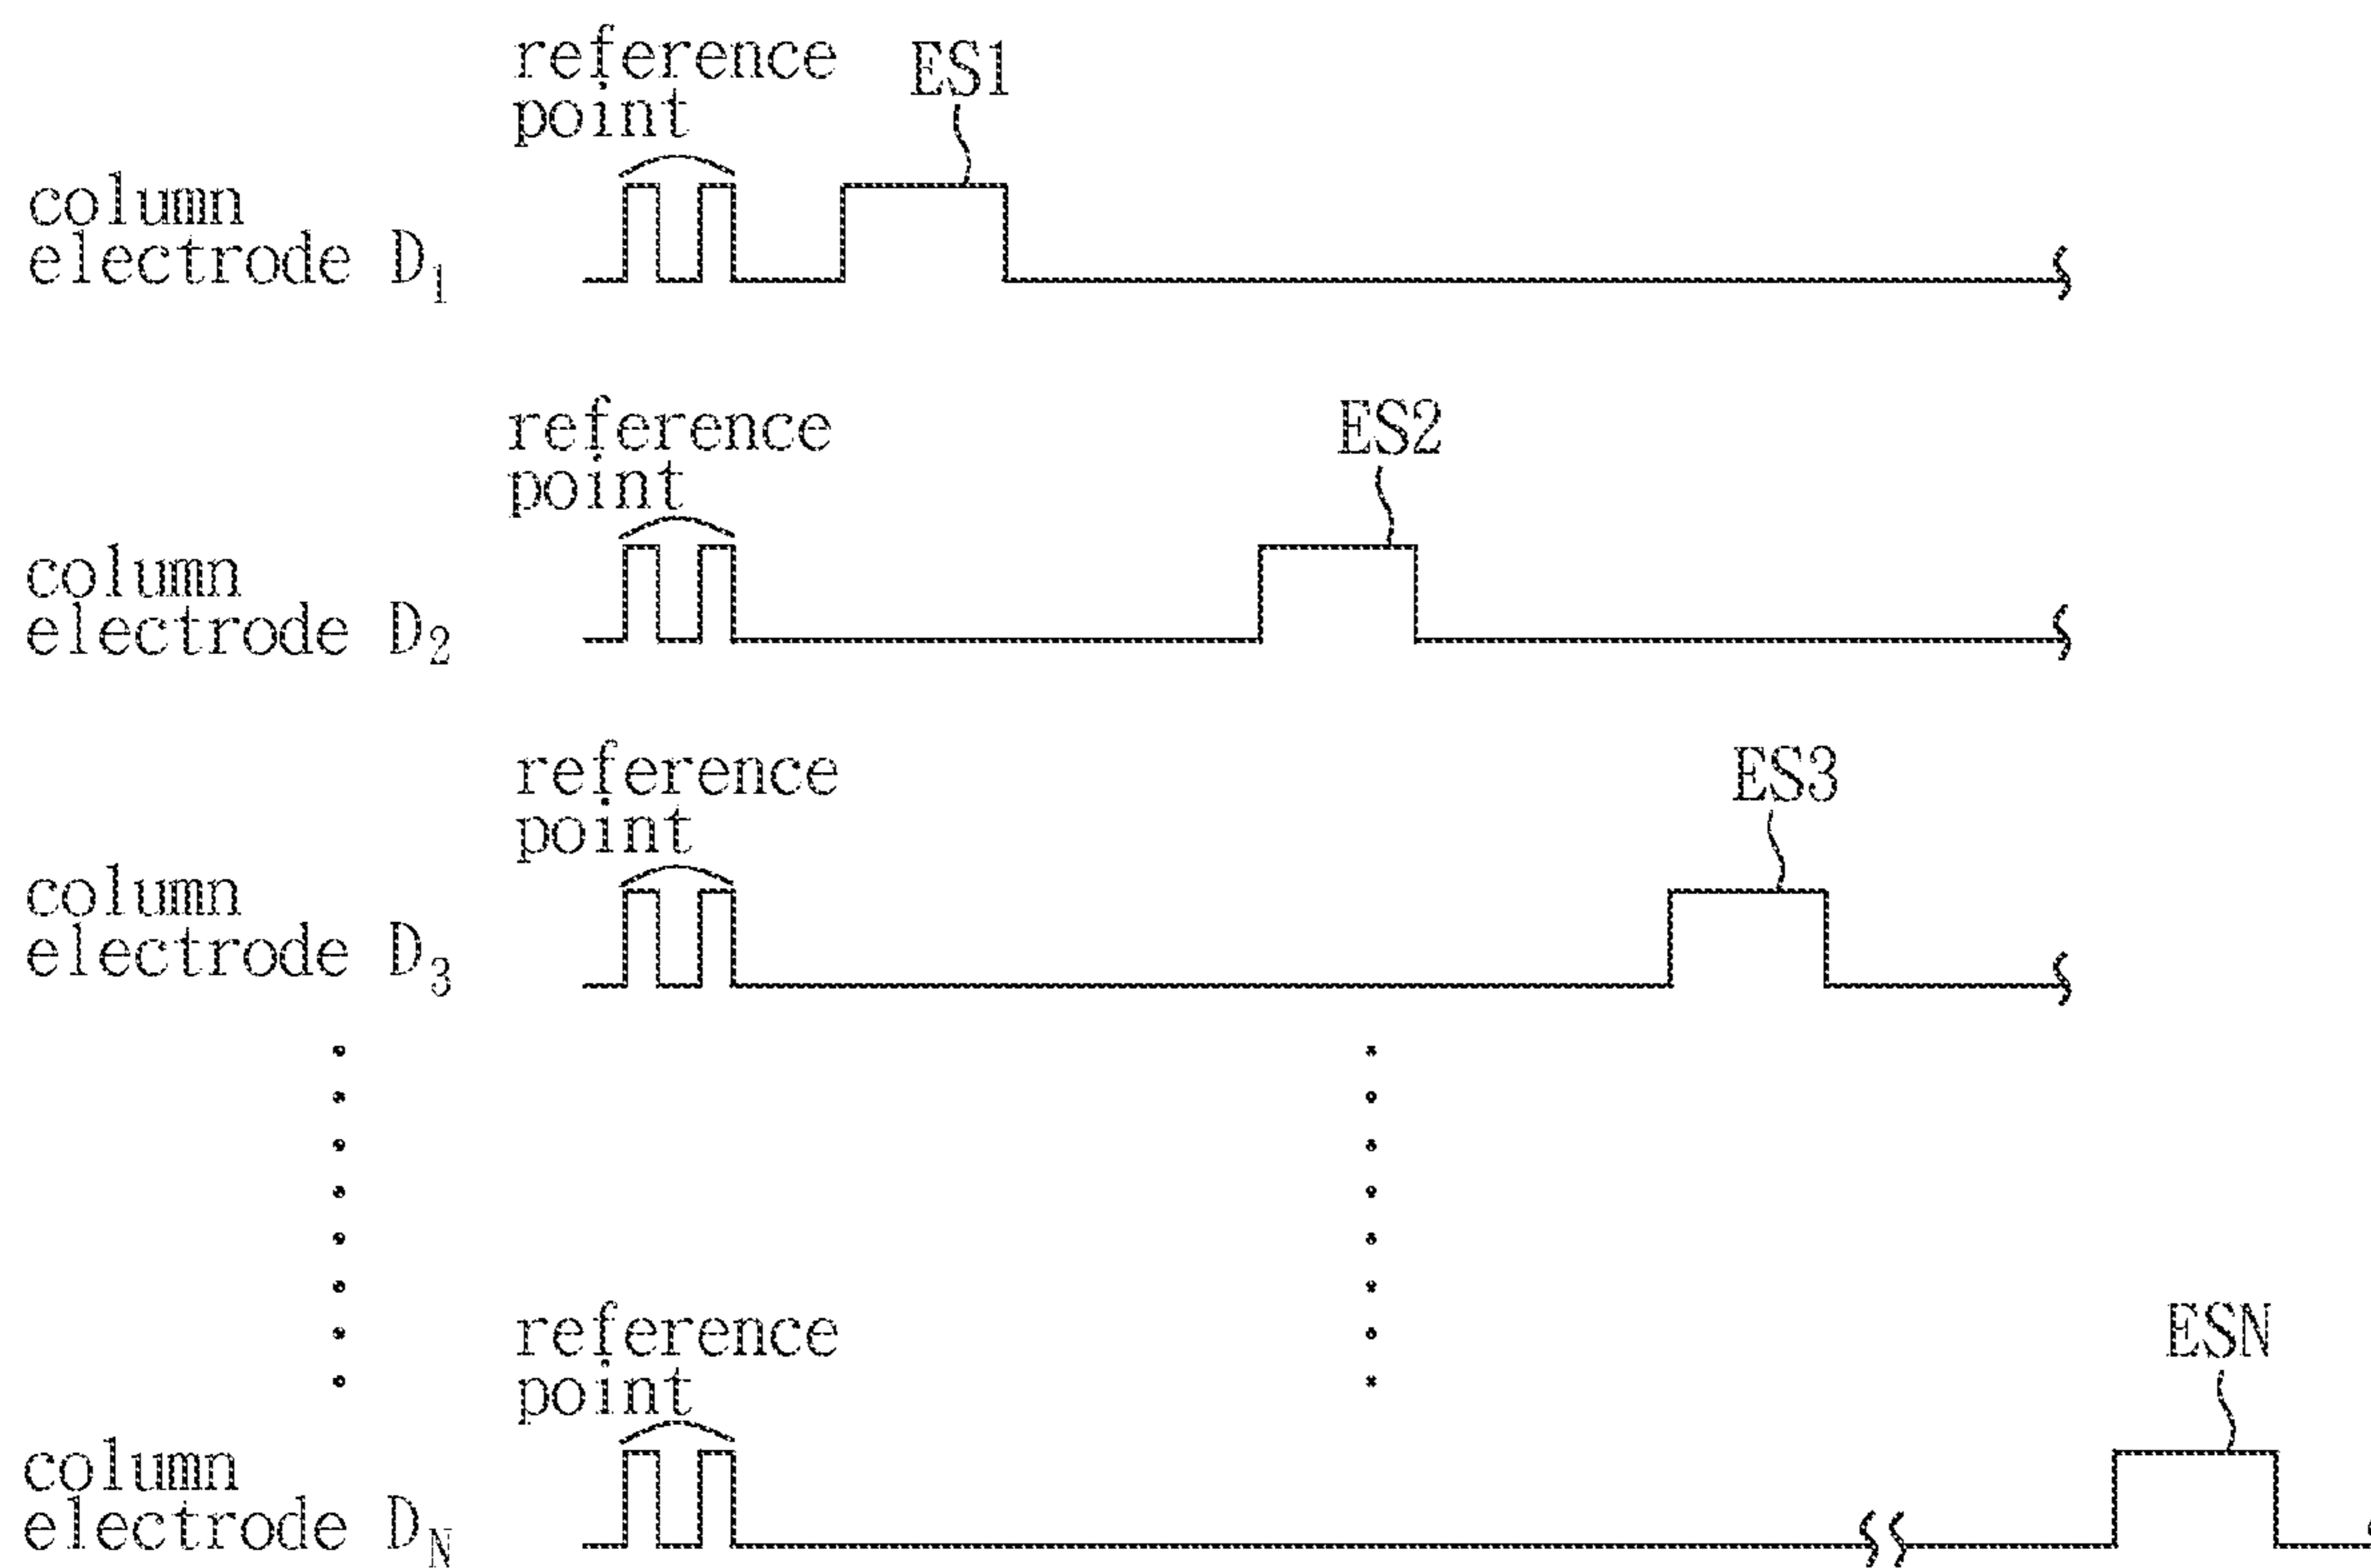 reference
point
ES1
column
electrode D₁
reference
point
ES2
column
electrode D₂
reference
point
ES3
column
electrode D₃
reference
point
ESN
column
electrode D_N